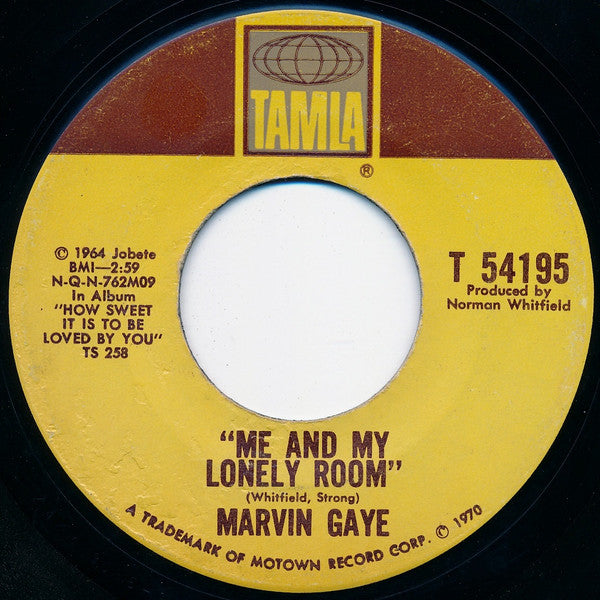 TAMLA
®
© 1964 Jobete
BMI—2:59
N-Q-N-762M09
In Album
"HOW SWEET
IT IS TO BE
LOVED BY YOU"
TS 258
T 54195
Produced by
Norman Whitfield
"ME AND MY
LONELY ROOM"
(Whitfield, Strong)
MARVIN GAYE
A TRADEMARK OF MOTOWN RECORD CORP. © 1970